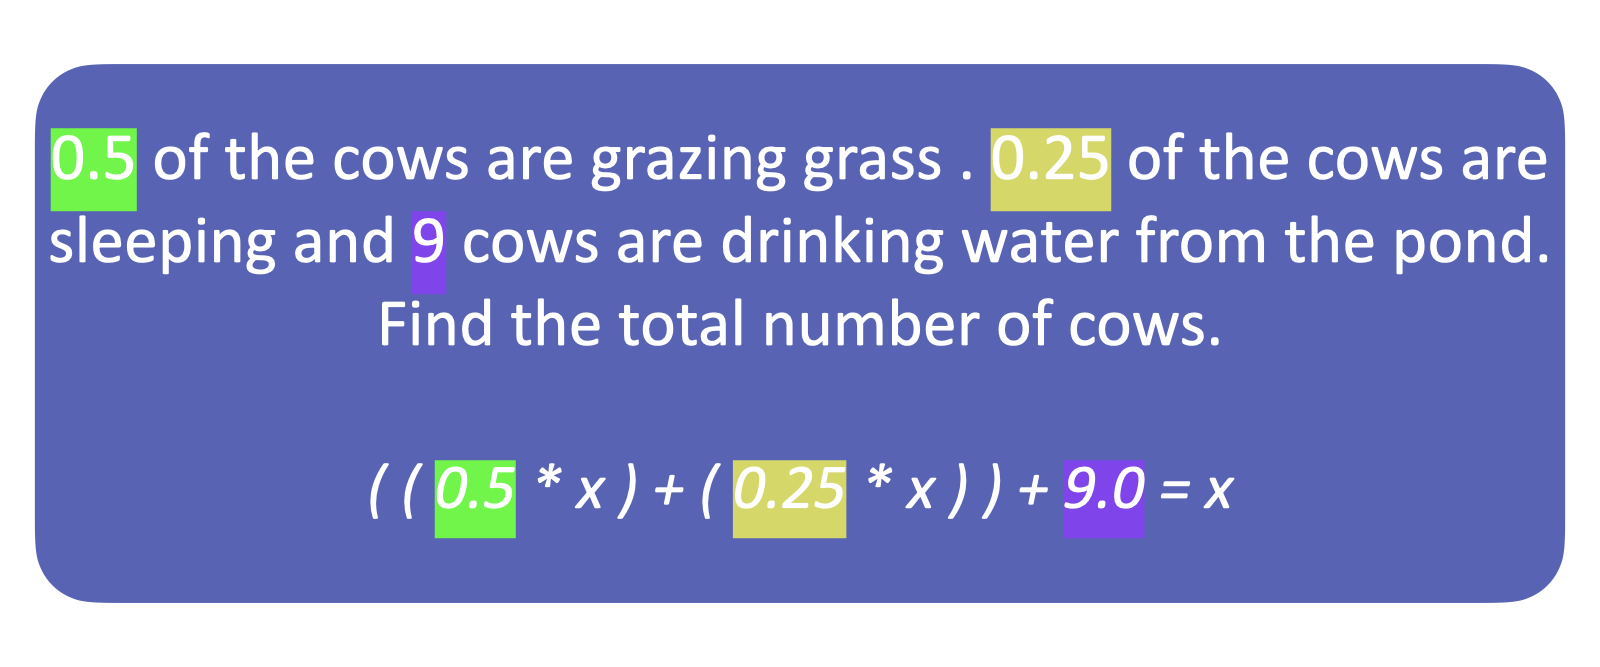 0.5 of the cows are grazing grass . 0.25 of the cows are
sleeping and 9 cows are drinking water from the pond.
Find the total number of cows.
( ( 0.5 * x ) + ( 0.25 * x ) ) + 9.0 = x